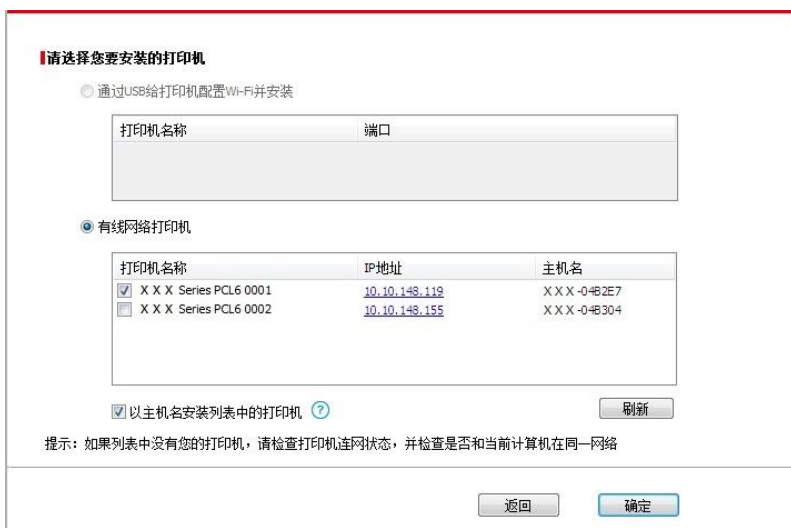 请选择您要安装的打印机
通过USB给打印机配置Wi-Fi并安装
打印机名称 端口
有线网络打印机
打印机名称 IP地址 主机名
X X X Series PCL6 0001 10.10.148.119 X X X -04B2E7
X X X Series PCL6 0002 10.10.148.155 X X X -04B304
以主机名安装列表中的打印机 ? 刷新
提示：如果列表中没有您的打印机，请检查打印机连网状态，并检查是否和当前计算机在同一网络
返回 确定